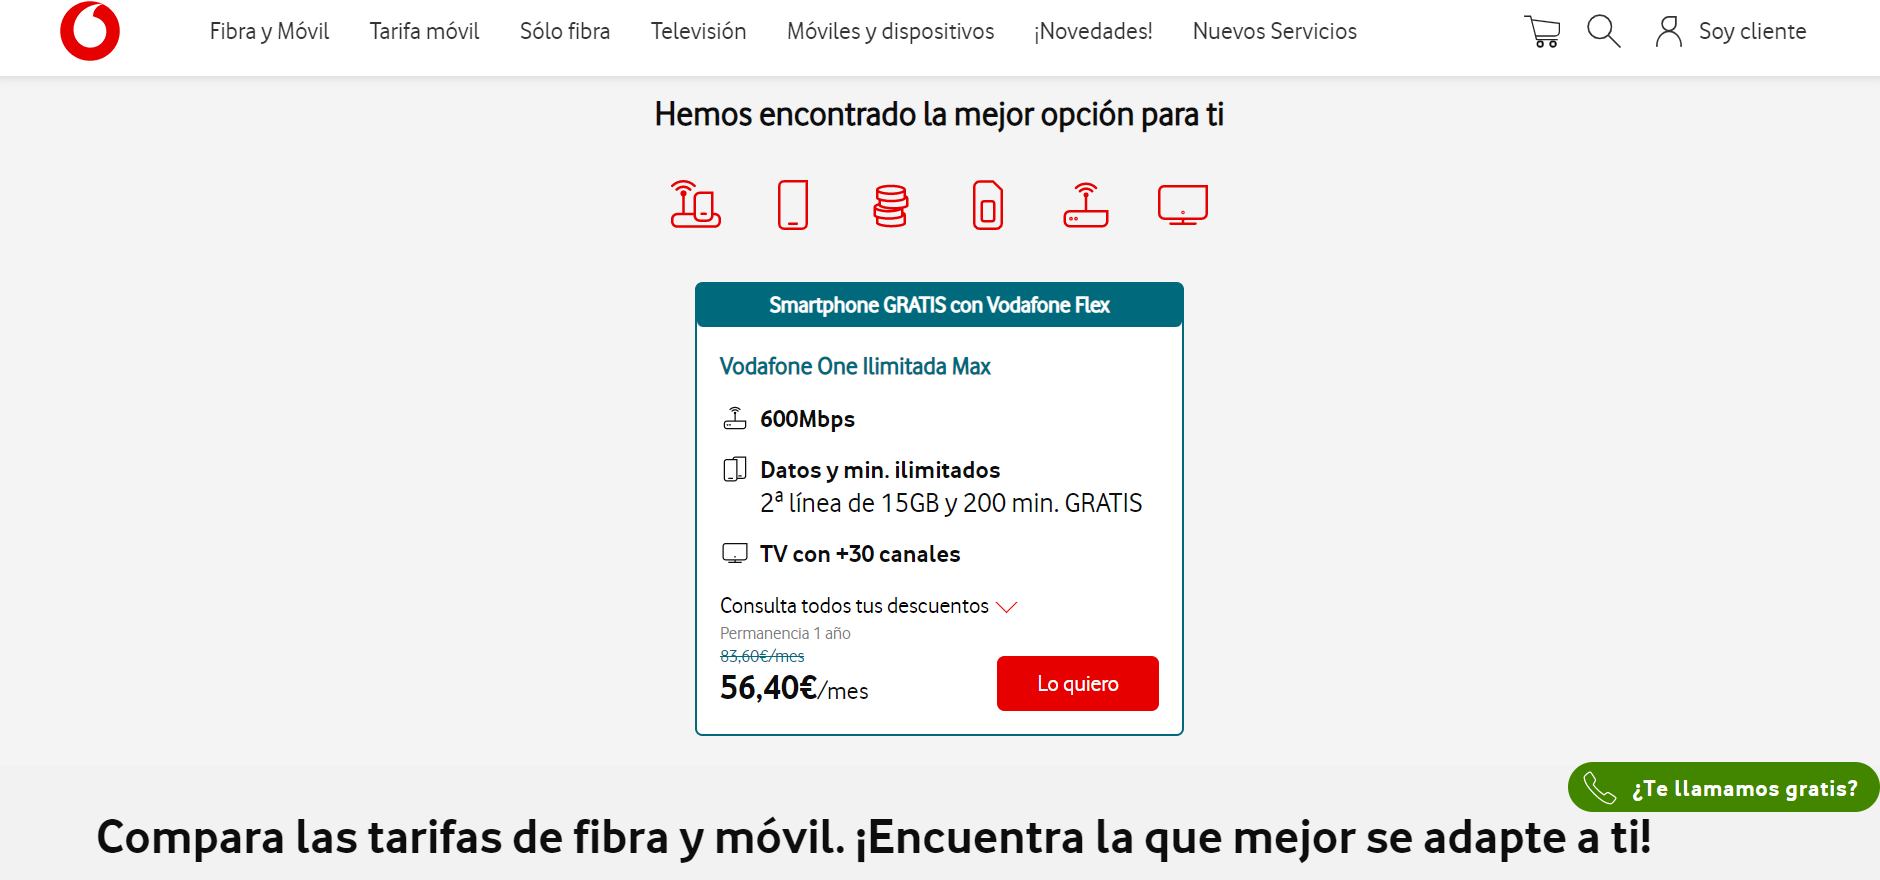 Fibra y Móvil Tarifa móvil Sólo fibra Televisión Móviles y dispositivos ¡Novedades! Nuevos Servicios Soy cliente
Hemos encontrado la mejor opción para ti
Smartphone GRATIS con Vodafone Flex
Vodafone One Ilimitada Max
600Mbps
Datos y min. ilimitados
2ª línea de 15GB y 200 min. GRATIS
TV con +30 canales
Consulta todos tus descuentos
Permanencia 1 año
83,60€/mes
56,40€/mes
Lo quiero
¿Te llamamos gratis?
Compara las tarifas de fibra y móvil. ¡Encuentra la que mejor se adapte a ti!